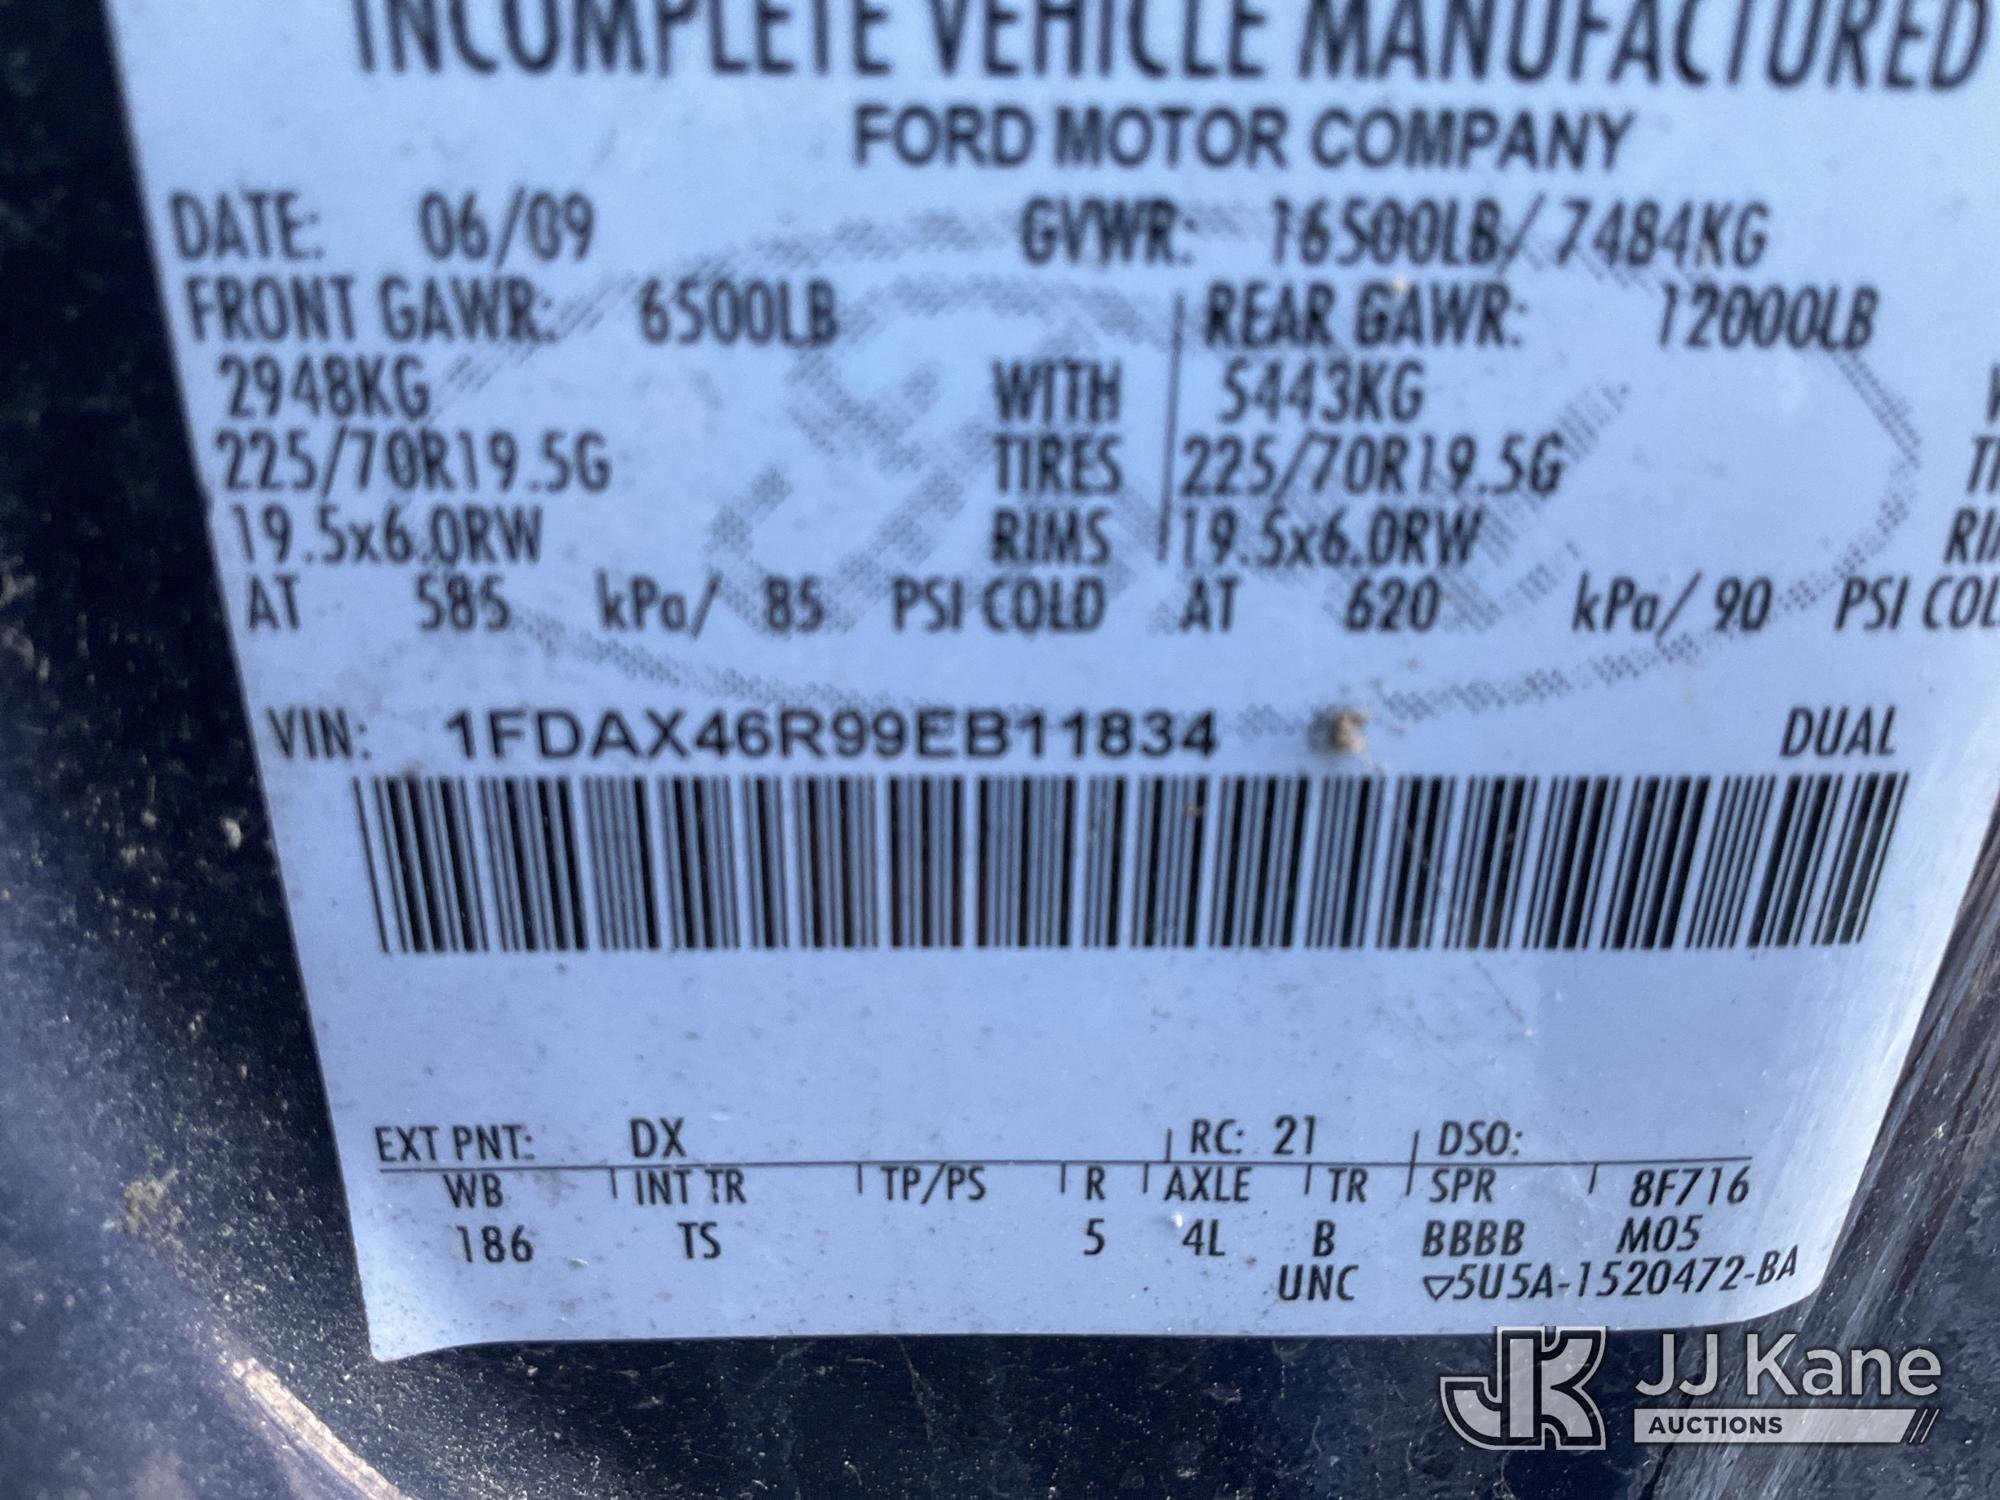 INCOMPLETE VEHICLE MANUFACTURED
FORD MOTOR COMPANY
DATE: 06/09 GVWR: 16500LB/ 7484KG
FRONT GAWR: 6500LB REAR GAWR: 12000LB
2948KG WITH 5443KG
225/70R19.5G TIRES 225/70R19.5G
19.5x6.0RW RIMS 19.5x6.0RW
AT 585 kPa/ 85 PSI COLD AT 620 kPa/ 90 PSI COL
VIN: 1FDAX46R99EB11834 DUAL
EXT PNT: DX RC: 21 DSO:
WB INT TR TP/PS R AXLE TR SPR 8F716
186 TS 5 4L B BBBB M05
UNC ▽5U5A-1520472-BA
JK JJ Kane
AUCTIONS